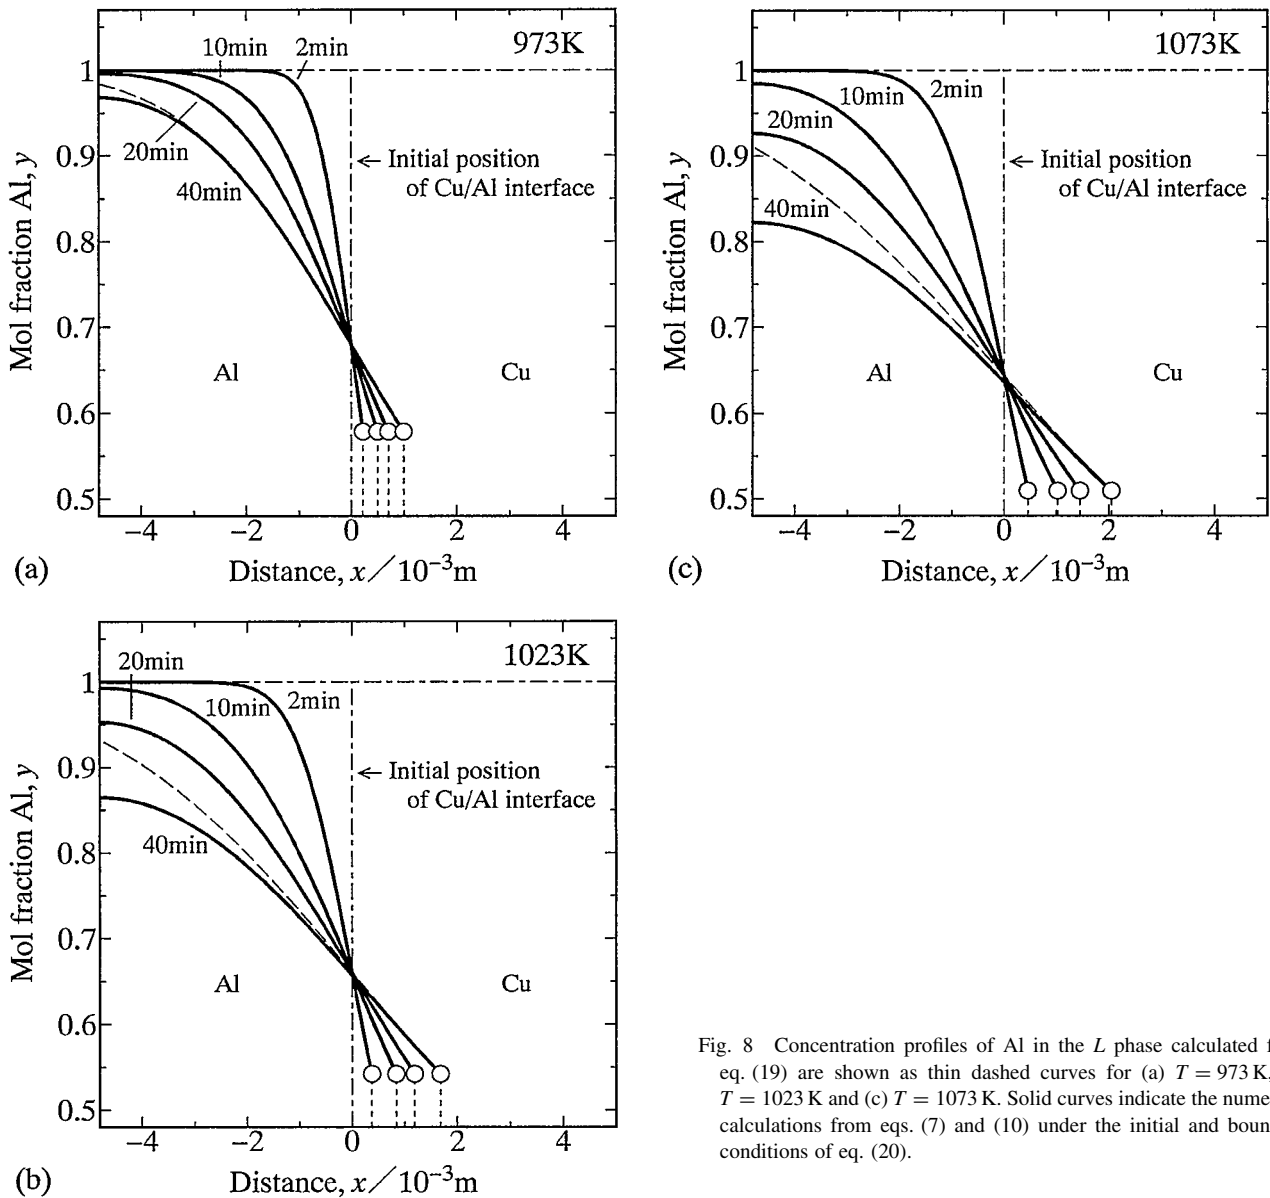 973K
10min
2min
1
20min
40min
← Initial position
of Cu/Al interface
0.9
0.8
0.7
0.6
0.5
Mol fraction Al, y
Al
Cu
−4
−2
0
2
4
(a)
Distance, x／10⁻³m
1073K
2min
10min
1
20min
40min
← Initial position
of Cu/Al interface
0.9
0.8
0.7
0.6
0.5
Mol fraction Al, y
Al
Cu
−4
−2
0
2
4
(c)
Distance, x／10⁻³m
1023K
20min
1
10min
2min
← Initial position
of Cu/Al interface
0.9
40min
0.8
0.7
0.6
0.5
Mol fraction Al, y
Al
Cu
−4
−2
0
2
4
(b)
Distance, x／10⁻³m
Fig. 8 Concentration profiles of Al in the L phase calculated
eq. (19) are shown as thin dashed curves for (a) T = 973 K,
T = 1023 K and (c) T = 1073 K. Solid curves indicate the nume
calculations from eqs. (7) and (10) under the initial and boun
conditions of eq. (20).